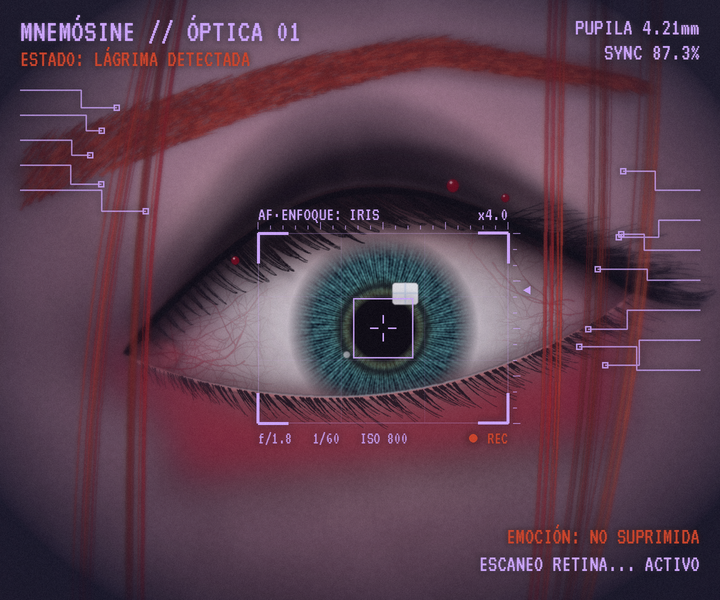 MNEMÓSINE // ÓPTICA 01
ESTADO: LÁGRIMA DETECTADA
PUPILA 4.21mm
SYNC 87.3%
AF·ENFOQUE: IRIS x4.0
f/1.8 1/60 ISO 800 REC
EMOCIÓN: NO SUPRIMIDA
ESCANEO RETINA... ACTIVO